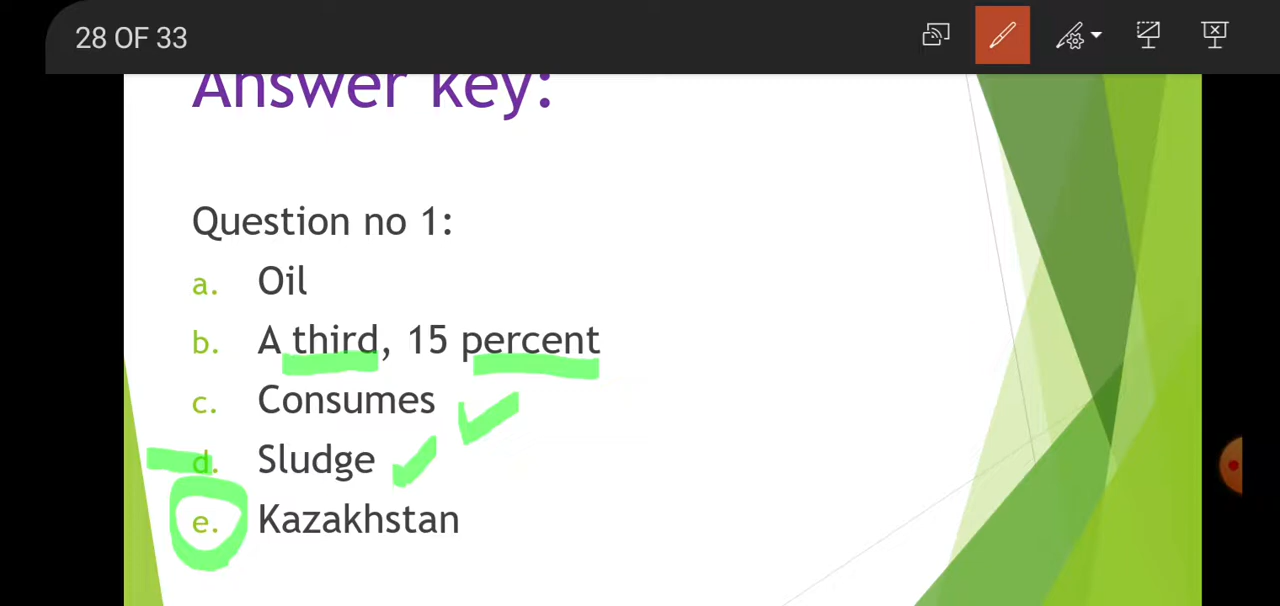 28 OF 33
Answer key:
Question no 1:
a. Oil
b. A third, 15 percent
c. Consumes
d. Sludge
e. Kazakhstan